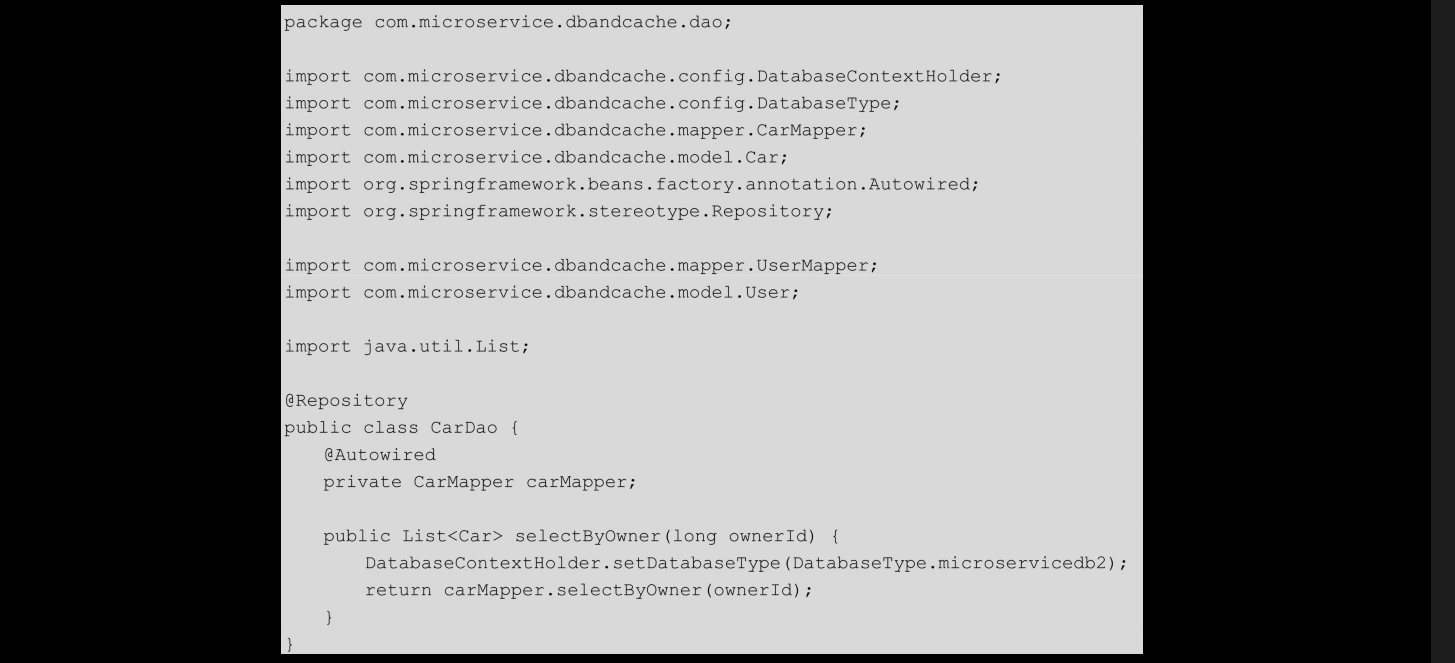 package com.microservice.dbandcache.dao;

import com.microservice.dbandcache.config.DatabaseContextHolder;
import com.microservice.dbandcache.config.DatabaseType;
import com.microservice.dbandcache.mapper.CarMapper;
import com.microservice.dbandcache.model.Car;
import org.springframework.beans.factory.annotation.Autowired;
import org.springframework.stereotype.Repository;

import com.microservice.dbandcache.mapper.UserMapper;
import com.microservice.dbandcache.model.User;

import java.util.List;

@Repository
public class CarDao {
    @Autowired
    private CarMapper carMapper;

    public List<Car> selectByOwner(long ownerId) {
        DatabaseContextHolder.setDatabaseType(DatabaseType.microservicedb2);
        return carMapper.selectByOwner(ownerId);
    }
}